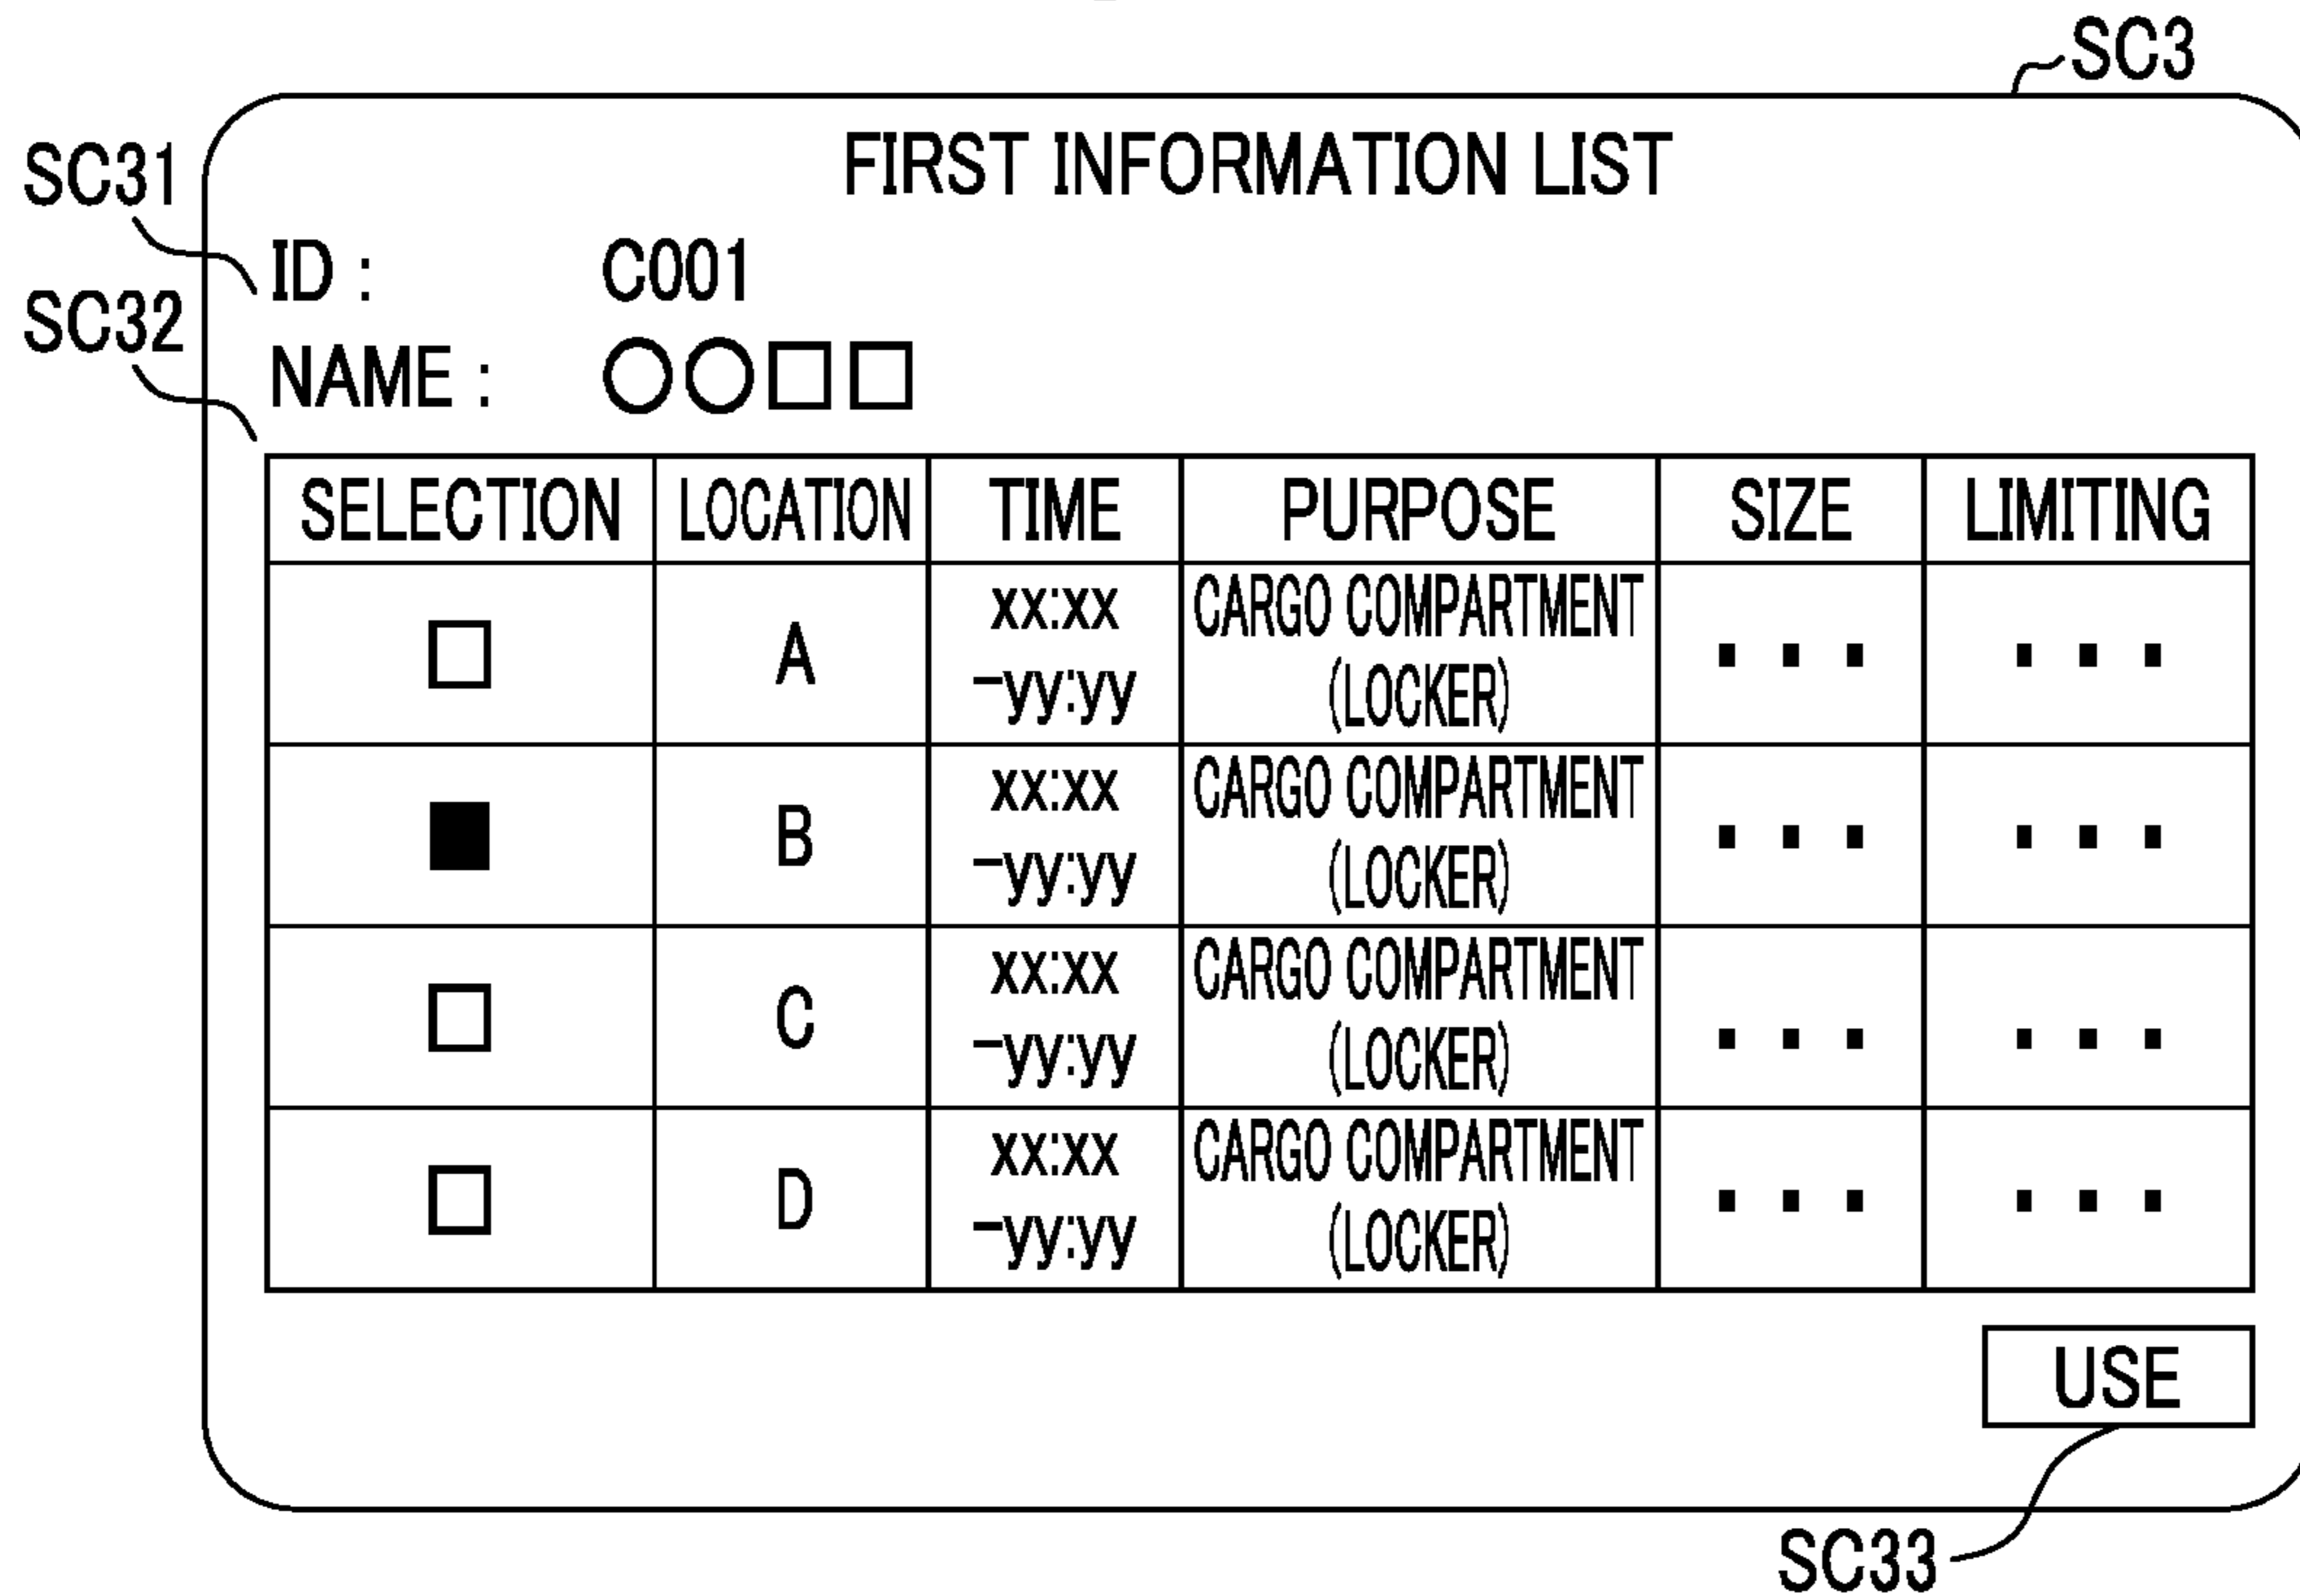 SC3
FIRST INFORMATION LIST
SC31
ID : C001
SC32
NAME : ○○□□
SELECTION LOCATION TIME PURPOSE SIZE LIMITING
□ A xx:xx -yy:yy CARGO COMPARTMENT (LOCKER) ... ...
■ B xx:xx -yy:yy CARGO COMPARTMENT (LOCKER) ... ...
□ C xx:xx -yy:yy CARGO COMPARTMENT (LOCKER) ... ...
□ D xx:xx -yy:yy CARGO COMPARTMENT (LOCKER) ... ...
USE
SC33